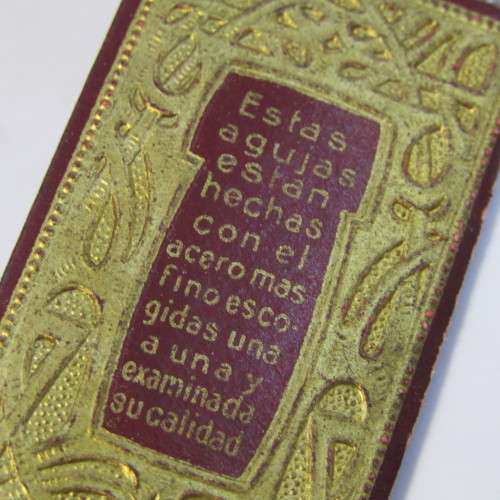 Estas
agujas
están
hechas
con el
acero mas
fino esco-
gidas una
a una y
examinada
su calidad